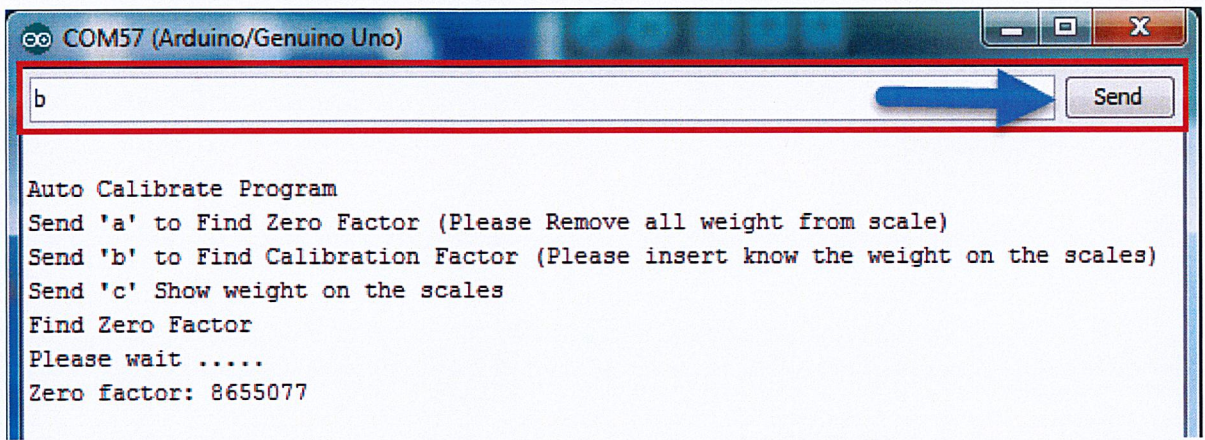 COM57 (Arduino/Genuino Uno)
b
Send
Auto Calibrate Program
Send 'a' to Find Zero Factor (Please Remove all weight from scale)
Send 'b' to Find Calibration Factor (Please insert know the weight on the scales)
Send 'c' Show weight on the scales
Find Zero Factor
Please wait .....
Zero factor: 8655077